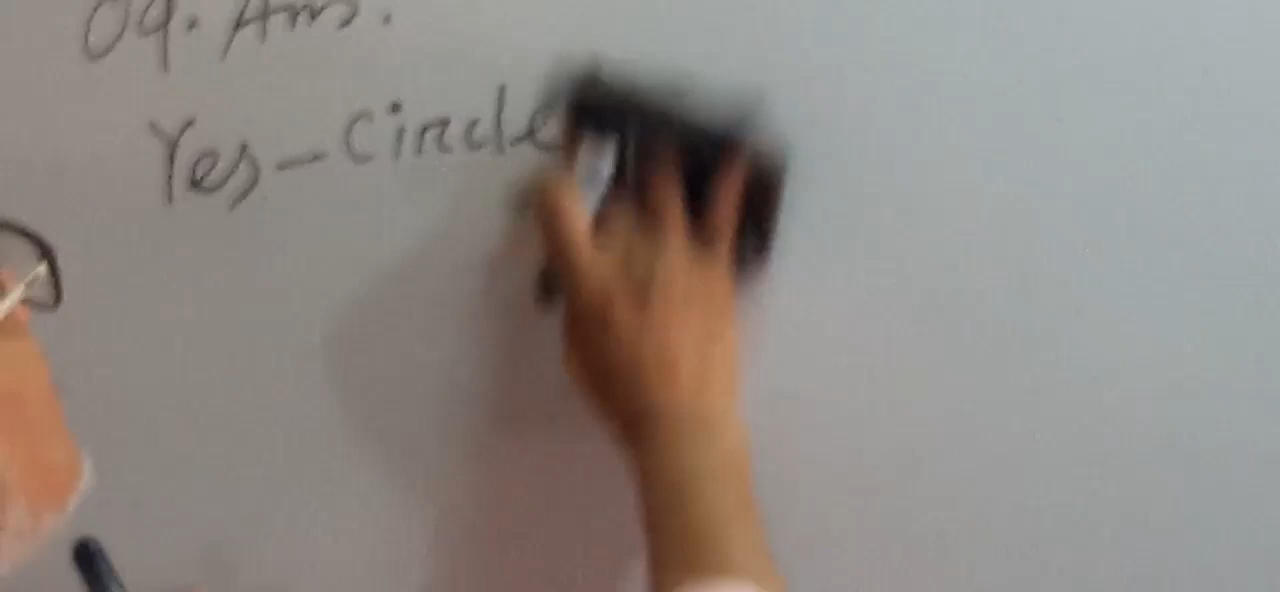 09. Ans.
Yes - Circle